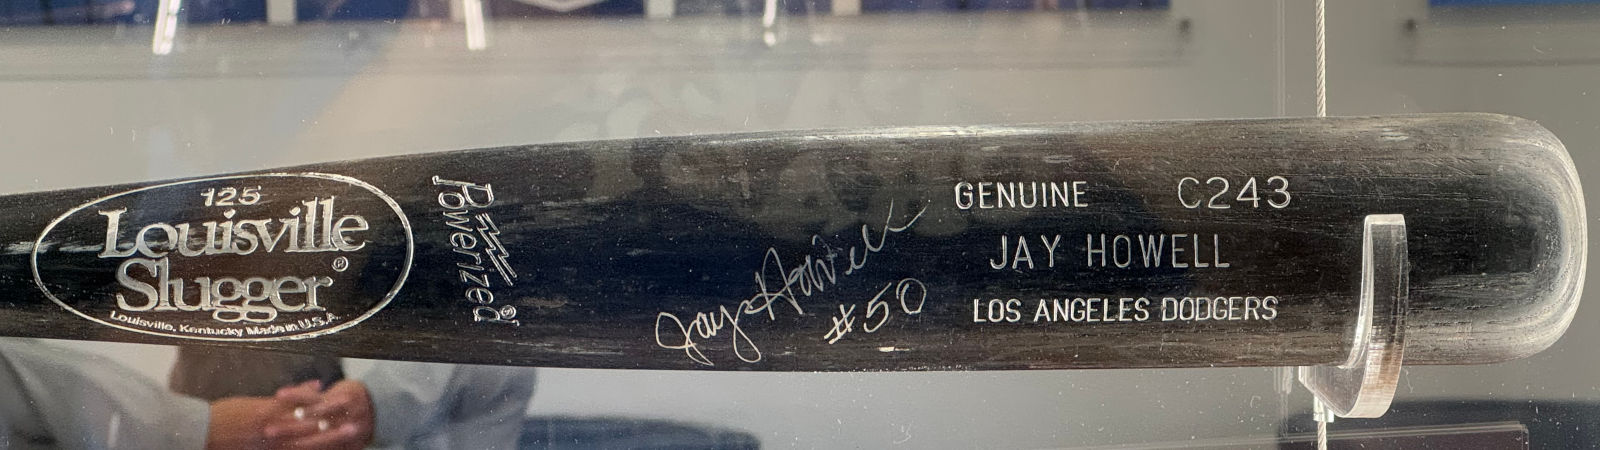 125
Louisville
Slugger®
Louisville, Kentucky Made in U.S.A.
Powerized®
Jay Howell
#50
GENUINE C243
JAY HOWELL
LOS ANGELES DODGERS